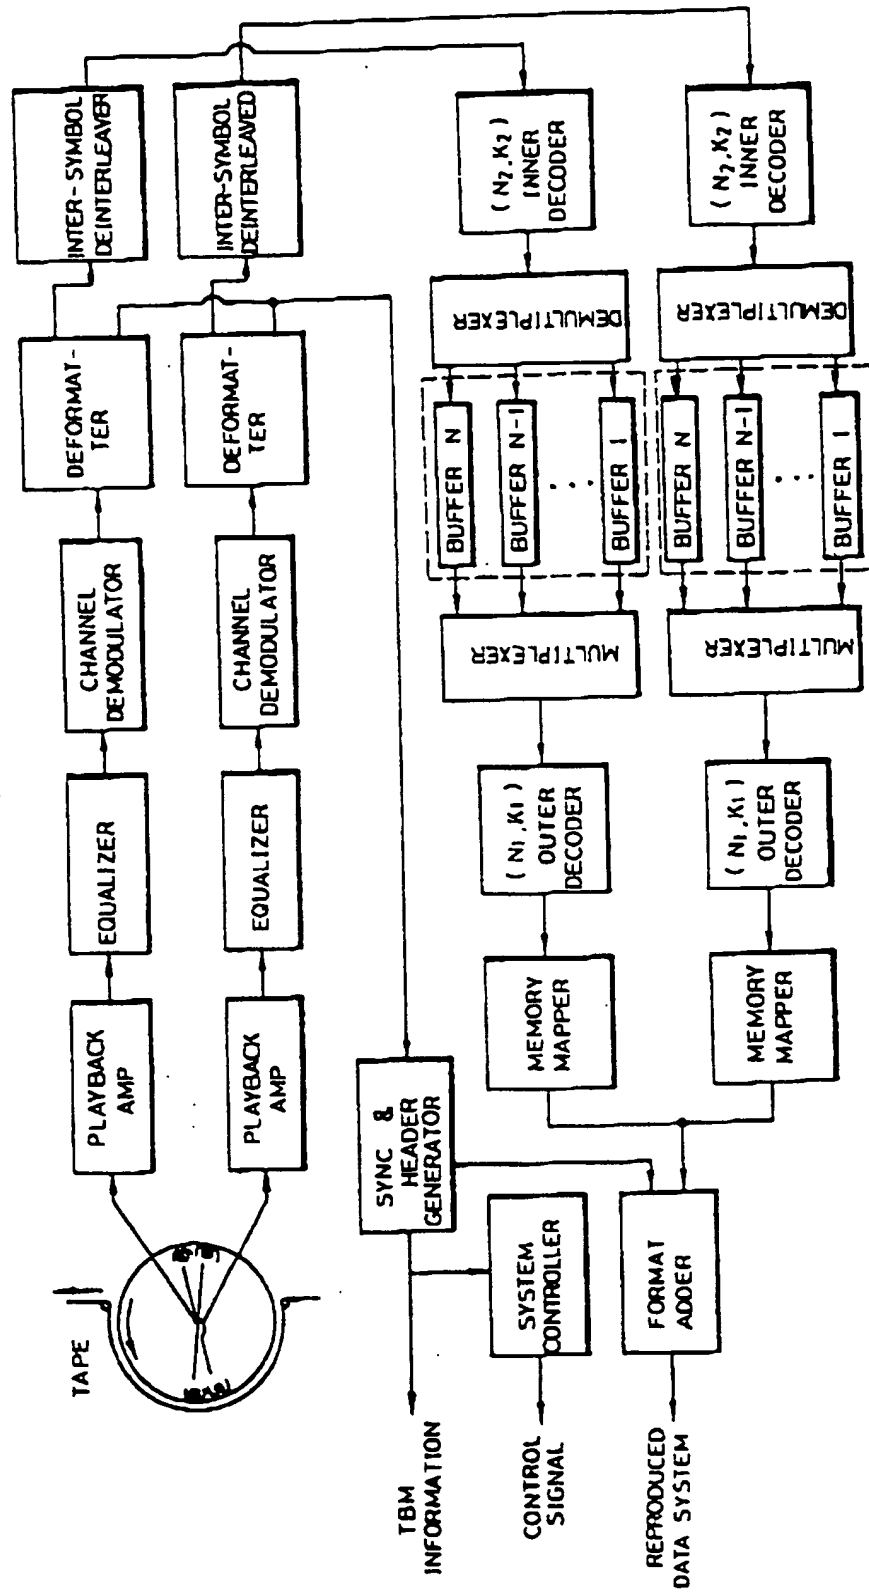 TAPE
PLAYBACK
AMP
EQUALIZER
CHANNEL
DEMODULATOR
DEFORMAT-
TER
INTER-SYMBOL
DEINTERLEAVER
PLAYBACK
AMP
EQUALIZER
CHANNEL
DEMODULATOR
DEFORMAT-
TER
INTER-SYMBOL
DEINTERLEAVED
TBM
INFORMATION
SYNC &
HEADER
GENERATOR
CONTROL
SIGNAL
SYSTEM
CONTROLLER
MEMORY
MAPPER
(N1,K1)
OUTER
DECODER
MULTIPLEXER
BUFFER N
BUFFER N-1
...
BUFFER 1
DEMULTIPLEXER
(N2,K2)
INNER
DECODER
REPRODUCED
DATA SYSTEM
FORMAT
ADDER
MEMORY
MAPPER
(N1,K1)
OUTER
DECODER
MULTIPLEXER
BUFFER N
BUFFER N-1
...
BUFFER 1
DEMULTIPLEXER
(N2,K2)
INNER
DECODER